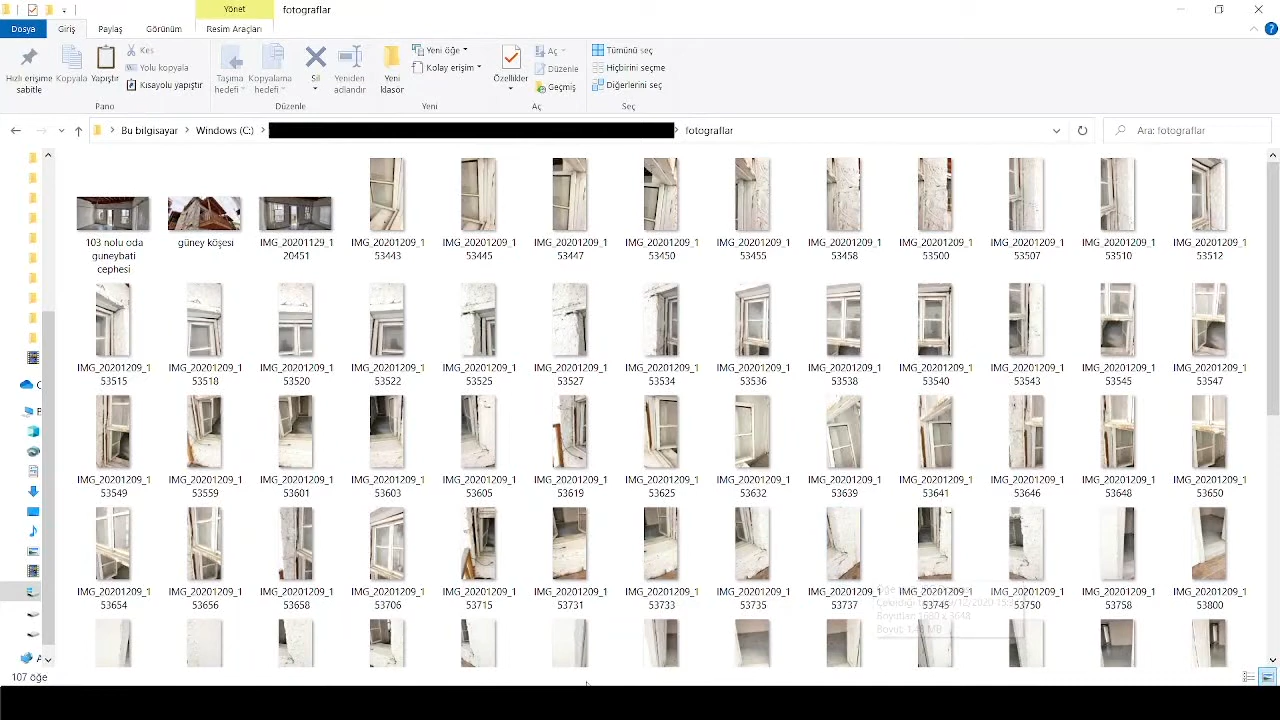 Yönet
fotograflar
Dosya
Giriş
Paylaş
Görünüm
Resim Araçları
Hızlı erişime sabitle
Kopyala
Yapıştır
Kes
Yolu kopyala
Kısayolu yapıştır
Taşıma hedefi
Kopyalama hedefi
Sil
Yeniden adlandır
Yeni klasör
Yeni öğe
Kolay erişim
Özellikler
Aç
Düzenle
Geçmiş
Tümünü seç
Hiçbirini seçme
Diğerlerini seç
Pano
Düzenle
Yeni
Aç
Seç
Bu bilgisayar
Windows (C:)
fotograflar
Ara: fotograflar
103 nolu oda guneybatı cephesi
güney köşesi
IMG_20201129_120451
IMG_20201209_153443
IMG_20201209_153445
IMG_20201209_153447
IMG_20201209_153450
IMG_20201209_153455
IMG_20201209_153458
IMG_20201209_153500
IMG_20201209_153507
IMG_20201209_153510
IMG_20201209_153512
IMG_20201209_153515
IMG_20201209_153518
IMG_20201209_153520
IMG_20201209_153522
IMG_20201209_153525
IMG_20201209_153527
IMG_20201209_153534
IMG_20201209_153536
IMG_20201209_153538
IMG_20201209_153540
IMG_20201209_153543
IMG_20201209_153545
IMG_20201209_153547
IMG_20201209_153549
IMG_20201209_153559
IMG_20201209_153601
IMG_20201209_153603
IMG_20201209_153605
IMG_20201209_153619
IMG_20201209_153625
IMG_20201209_153632
IMG_20201209_153639
IMG_20201209_153641
IMG_20201209_153646
IMG_20201209_153648
IMG_20201209_153650
IMG_20201209_153654
IMG_20201209_153656
IMG_20201209_153658
IMG_20201209_153706
IMG_20201209_153715
IMG_20201209_153731
IMG_20201209_153733
IMG_20201209_153735
IMG_20201209_153737
IMG_20201209_153745
IMG_20201209_153750
IMG_20201209_153758
IMG_20201209_153800
107 öğe